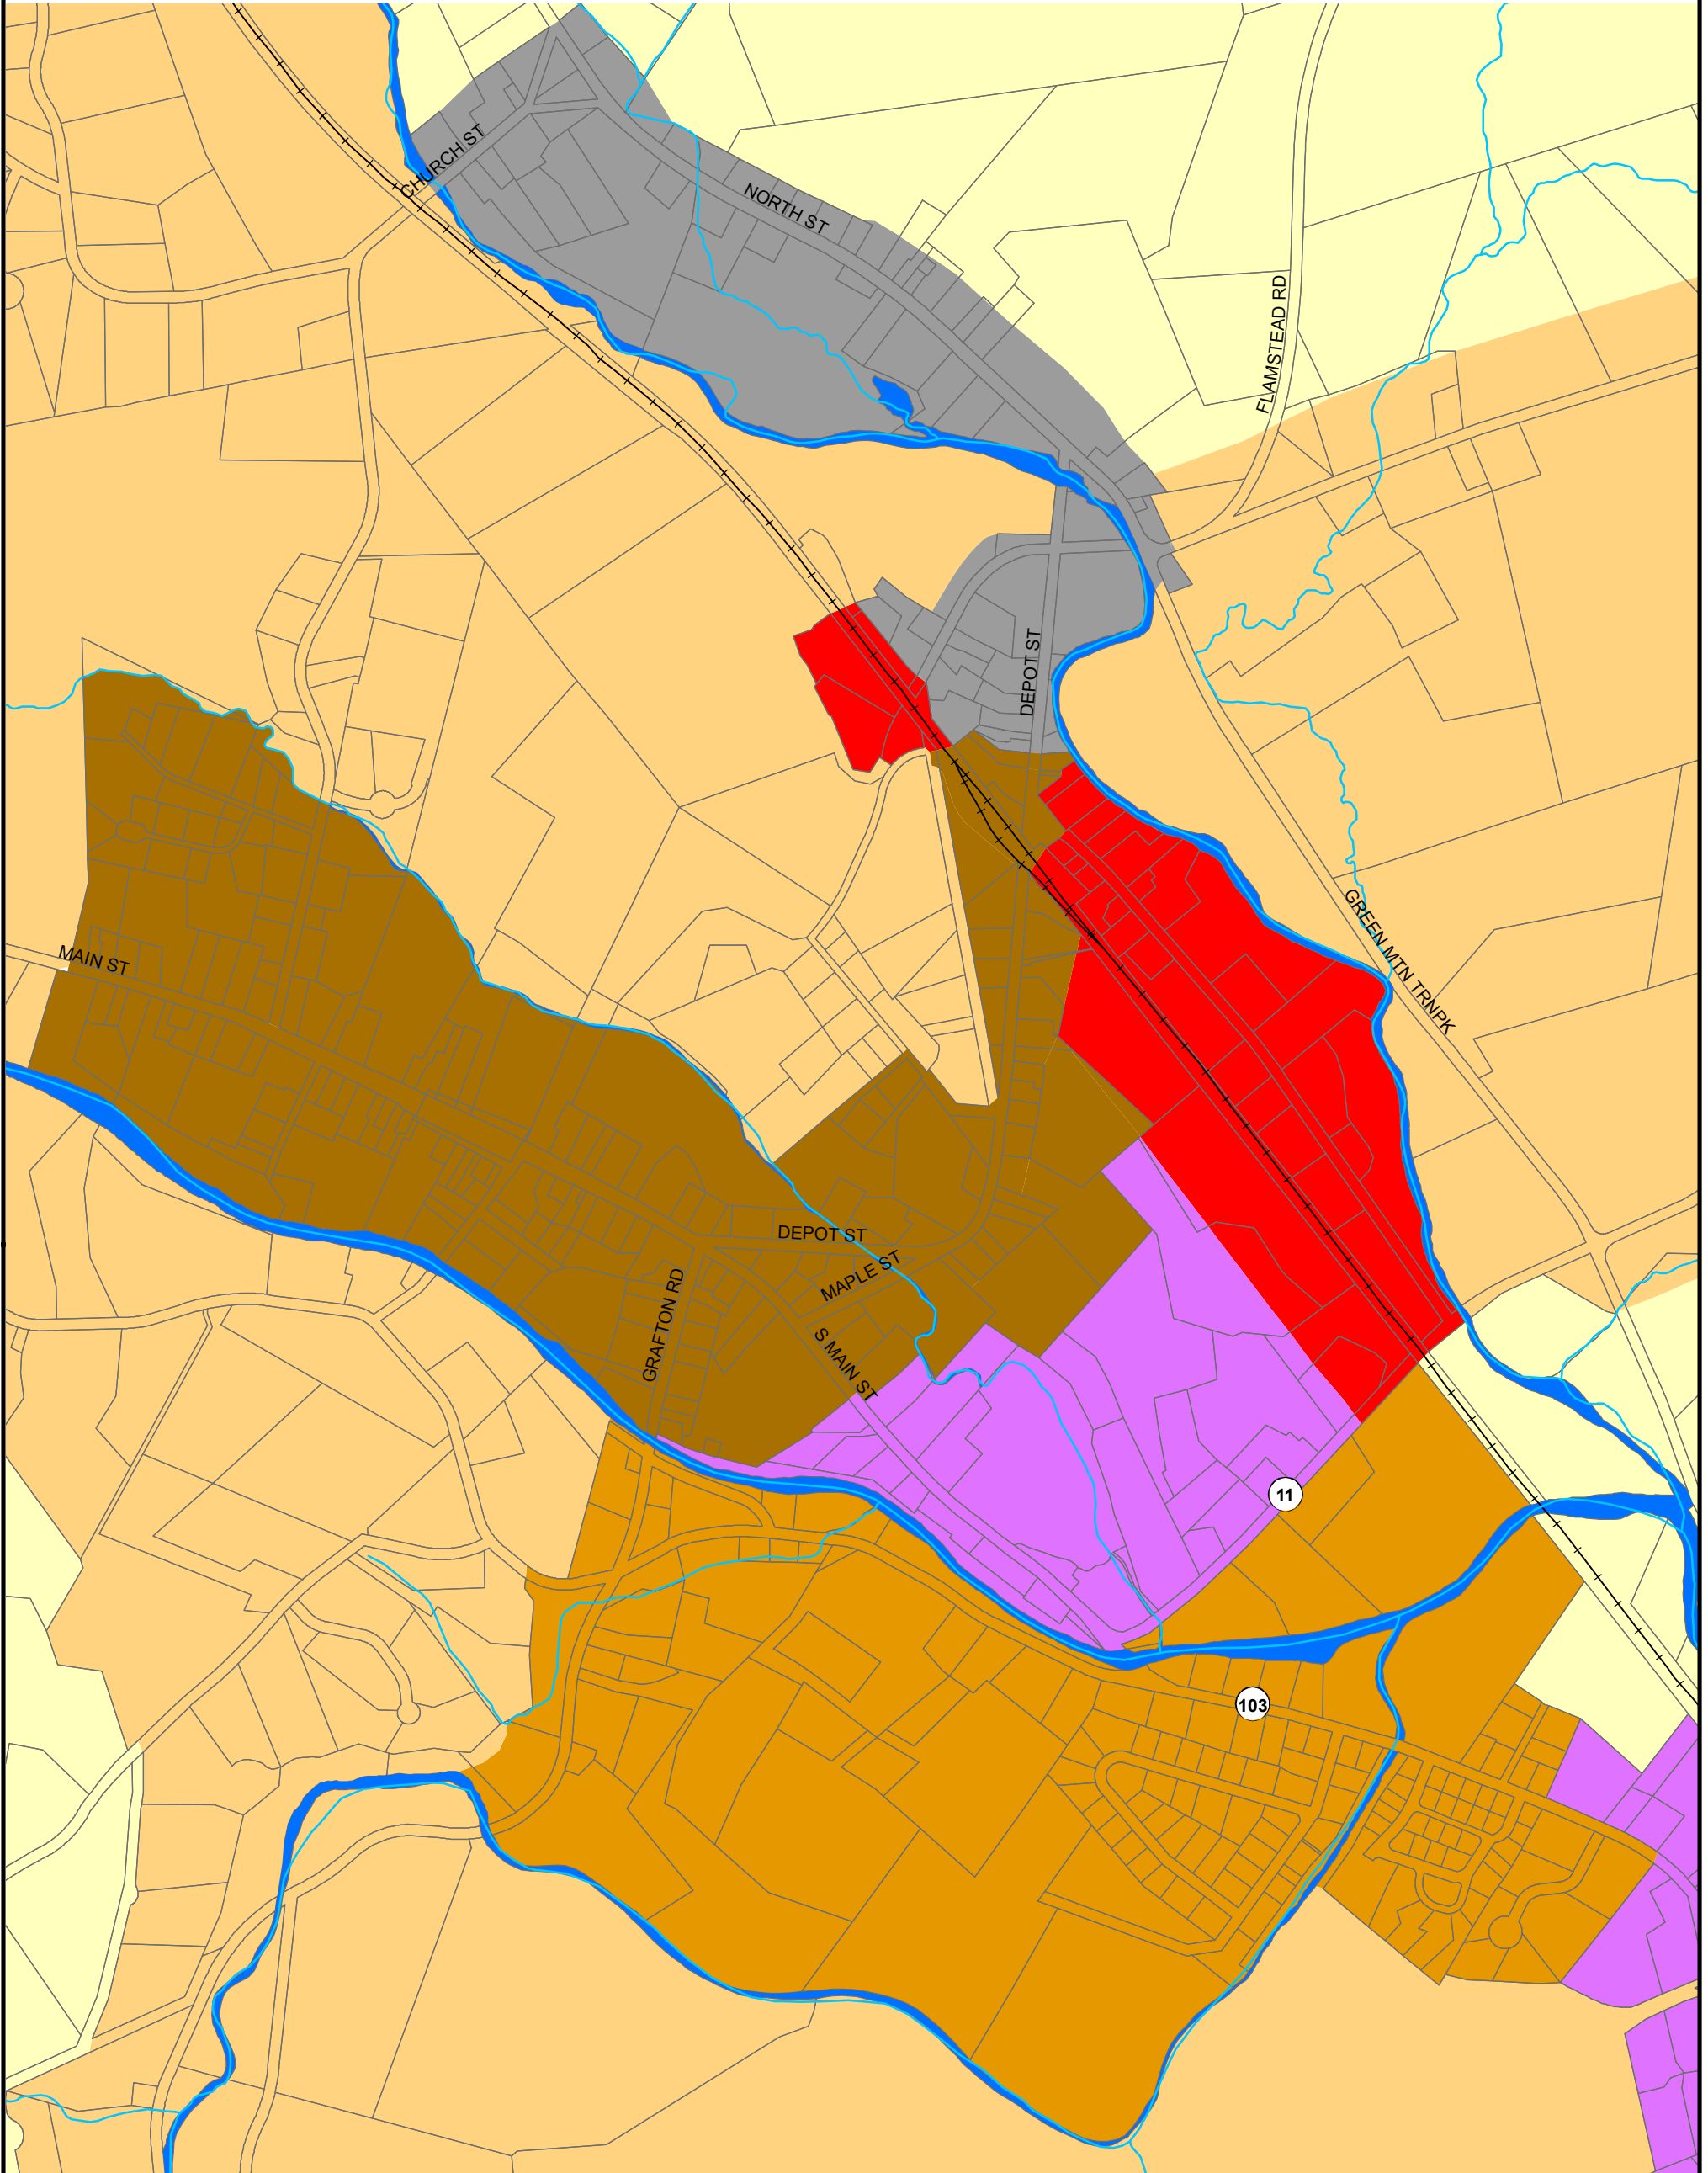 CHURCH ST
NORTH ST
FLAMSTEAD RD
DEPOT ST
GREEN MTN TRNPK
MAIN ST
DEPOT ST
MAPLE ST
GRAFTON RD
S MAIN ST
11
103